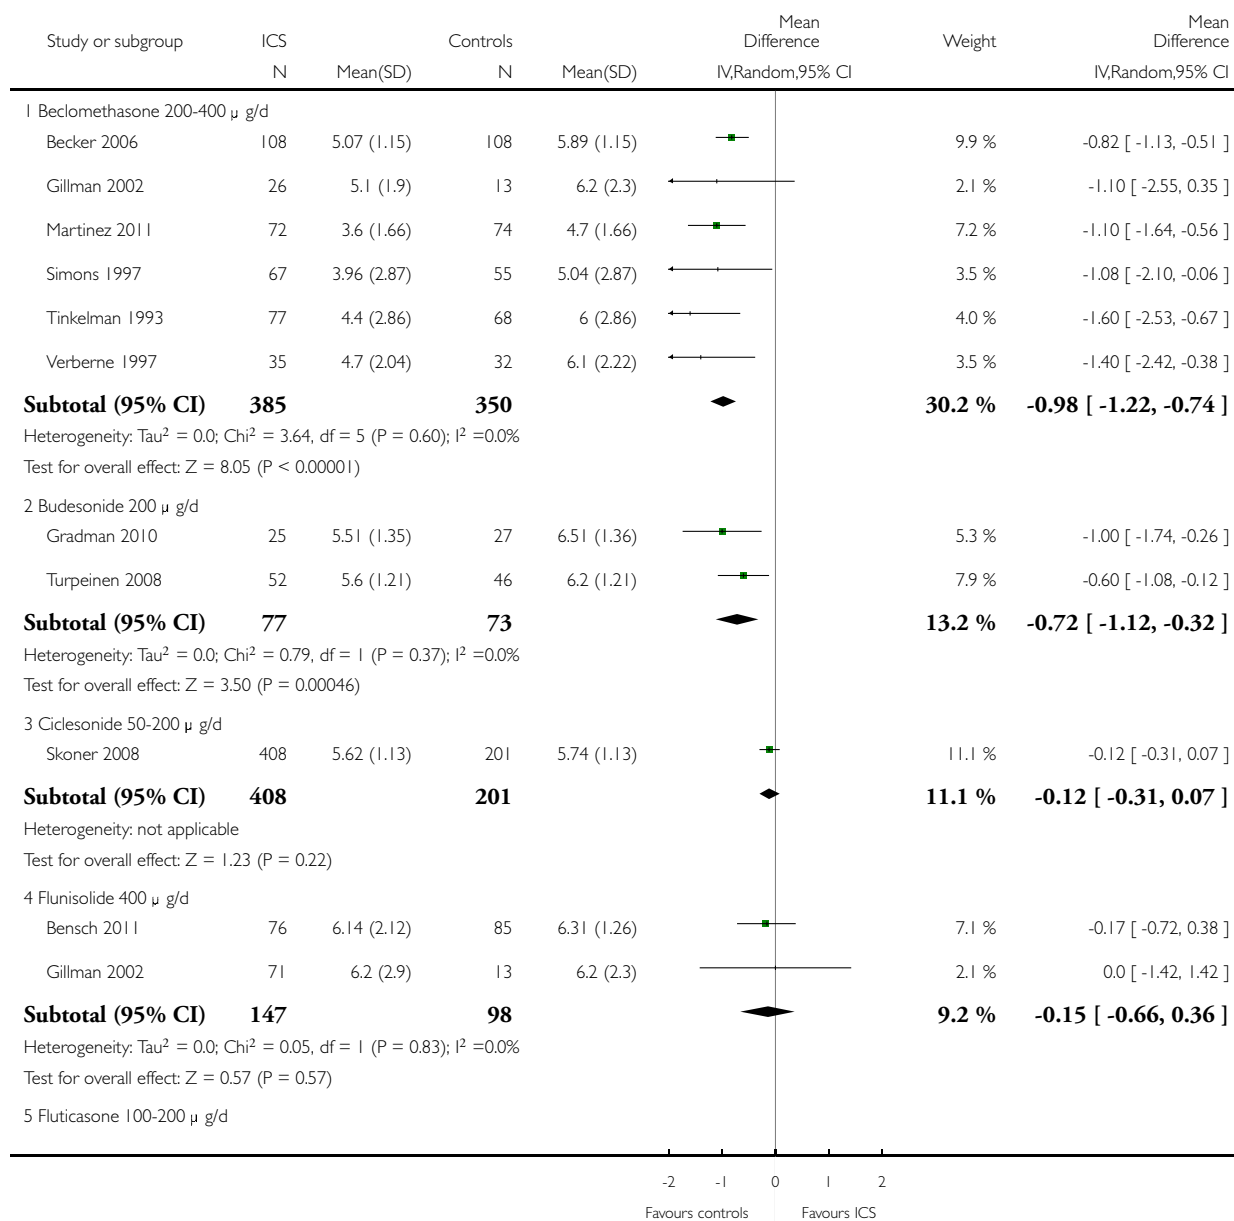 Study or subgroup ICS Controls Mean Difference Weight Mean Difference
N Mean(SD) N Mean(SD) IV,Random,95% CI IV,Random,95% CI
1 Beclomethasone 200-400 μ g/d
Becker 2006 108 5.07 (1.15) 108 5.89 (1.15) 9.9 % -0.82 [ -1.13, -0.51 ]
Gillman 2002 26 5.1 (1.9) 13 6.2 (2.3) 2.1 % -1.10 [ -2.55, 0.35 ]
Martinez 2011 72 3.6 (1.66) 74 4.7 (1.66) 7.2 % -1.10 [ -1.64, -0.56 ]
Simons 1997 67 3.96 (2.87) 55 5.04 (2.87) 3.5 % -1.08 [ -2.10, -0.06 ]
Tinkelman 1993 77 4.4 (2.86) 68 6 (2.86) 4.0 % -1.60 [ -2.53, -0.67 ]
Verberne 1997 35 4.7 (2.04) 32 6.1 (2.22) 3.5 % -1.40 [ -2.42, -0.38 ]
Subtotal (95% CI) 385 350 30.2 % -0.98 [ -1.22, -0.74 ]
Heterogeneity: Tau² = 0.0; Chi² = 3.64, df = 5 (P = 0.60); I² =0.0%
Test for overall effect: Z = 8.05 (P < 0.00001)
2 Budesonide 200 μ g/d
Gradman 2010 25 5.51 (1.35) 27 6.51 (1.36) 5.3 % -1.00 [ -1.74, -0.26 ]
Turpeinen 2008 52 5.6 (1.21) 46 6.2 (1.21) 7.9 % -0.60 [ -1.08, -0.12 ]
Subtotal (95% CI) 77 73 13.2 % -0.72 [ -1.12, -0.32 ]
Heterogeneity: Tau² = 0.0; Chi² = 0.79, df = 1 (P = 0.37); I² =0.0%
Test for overall effect: Z = 3.50 (P = 0.00046)
3 Ciclesonide 50-200 μ g/d
Skoner 2008 408 5.62 (1.13) 201 5.74 (1.13) 11.1 % -0.12 [ -0.31, 0.07 ]
Subtotal (95% CI) 408 201 11.1 % -0.12 [ -0.31, 0.07 ]
Heterogeneity: not applicable
Test for overall effect: Z = 1.23 (P = 0.22)
4 Flunisolide 400 μ g/d
Bensch 2011 76 6.14 (2.12) 85 6.31 (1.26) 7.1 % -0.17 [ -0.72, 0.38 ]
Gillman 2002 71 6.2 (2.9) 13 6.2 (2.3) 2.1 % 0.0 [ -1.42, 1.42 ]
Subtotal (95% CI) 147 98 9.2 % -0.15 [ -0.66, 0.36 ]
Heterogeneity: Tau² = 0.0; Chi² = 0.05, df = 1 (P = 0.83); I² =0.0%
Test for overall effect: Z = 0.57 (P = 0.57)
5 Fluticasone 100-200 μ g/d
-2 -1 0 1 2
Favours controls Favours ICS